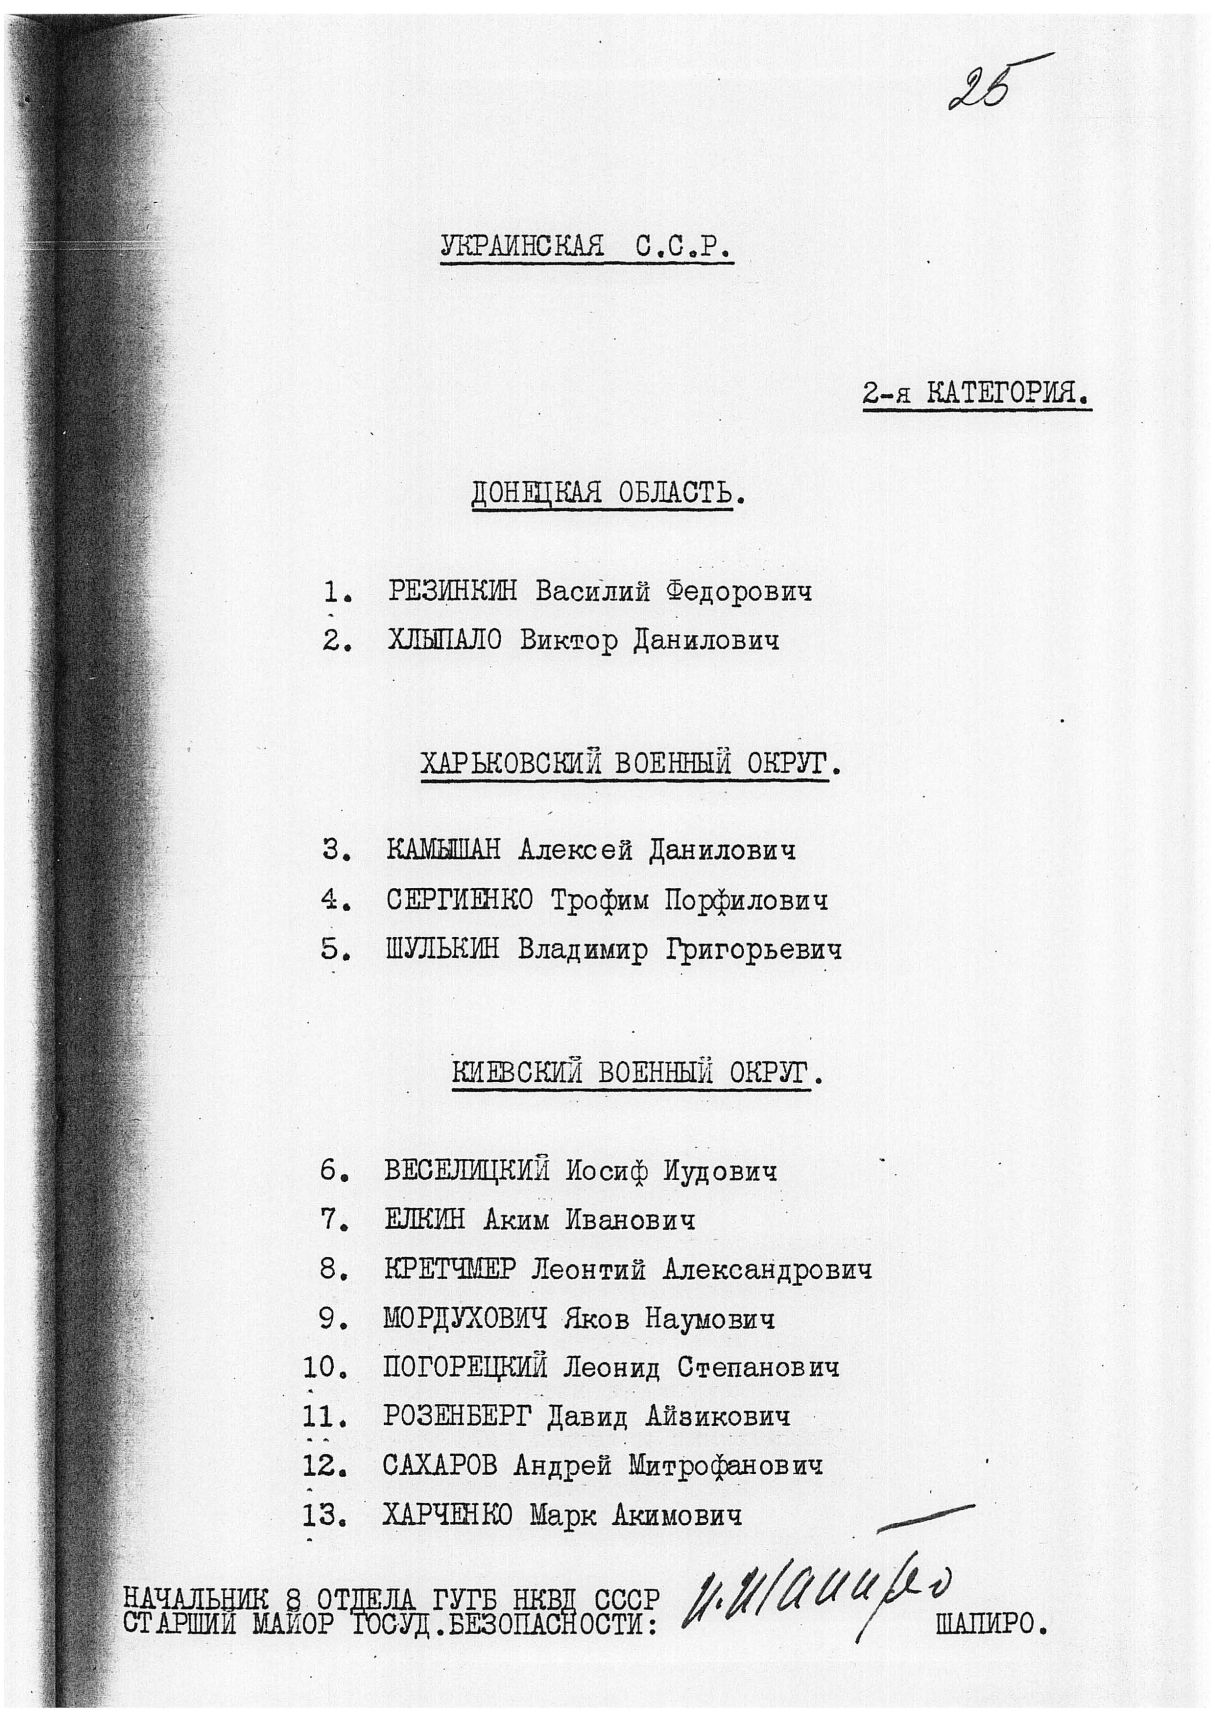 25
УКРАИНСКАЯ С.С.Р.
2-я КАТЕГОРИЯ.
ДОНЕЦКАЯ ОБЛАСТЬ.
1. РЕЗИНКИН Василий Федорович
2. ХЛЫПАЛО Виктор Данилович
ХАРЬКОВСКИЙ ВОЕННЫЙ ОКРУГ.
3. КАМЫШАН Алексей Данилович
4. СЕРГИЕНКО Трофим Порфилович
5. ШУЛЬКИН Владимир Григорьевич
КИЕВСКИЙ ВОЕННЫЙ ОКРУГ.
6. ВЕСЕЛИЦКИЙ Иосиф Иудович
7. ЕЛКИН Аким Иванович
8. КРЕТЧМЕР Леонтий Александрович
9. МОРДУХОВИЧ Яков Наумович
10. ПОГОРЕЦКИЙ Леонид Степанович
11. РОЗЕНБЕРГ Давид Айзикович
12. САХАРОВ Андрей Митрофанович
13. ХАРЧЕНКО Марк Акимович
НАЧАЛЬНИК 8 ОТДЕЛА ГУГБ НКВД СССР
СТАРШИЙ МАЙОР ГОСУД.БЕЗОПАСНОСТИ: И.Шапиро ШАПИРО.